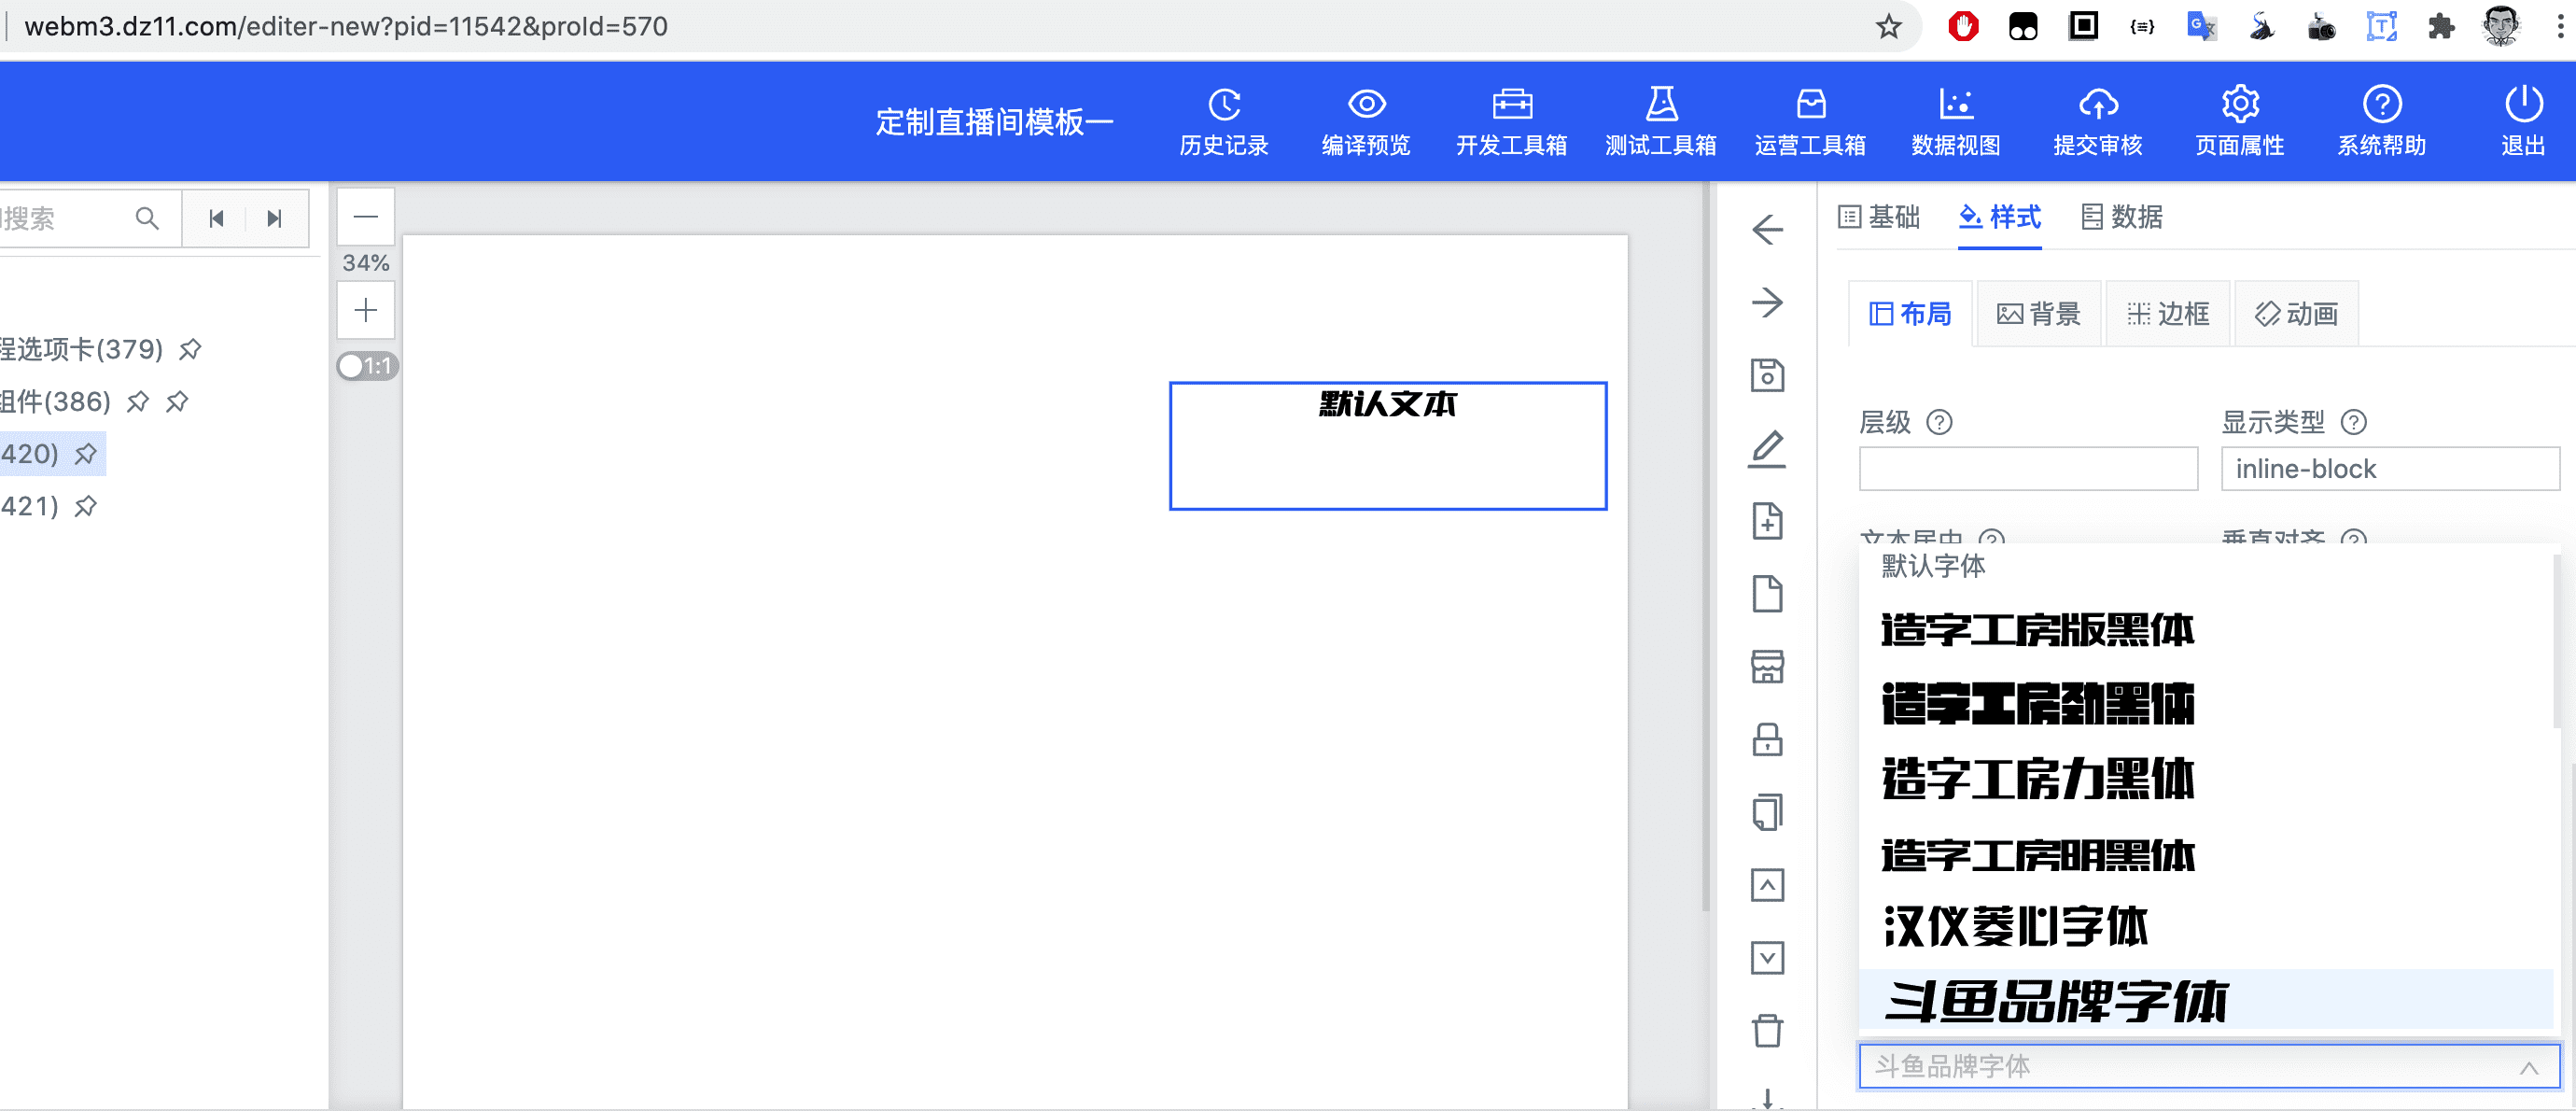 webm3.dz11.com/editer-new?pid=11542&proId=570
定制直播间模板一
历史记录
编译预览
开发工具箱
测试工具箱
运营工具箱
数据视图
提交审核
页面属性
系统帮助
退出
搜索
34%
1:1
程选项卡(379)
组件(386)
420)
421)
默认文本
基础
样式
数据
布局
背景
边框
动画
层级
显示类型
inline-block
文本居中
垂直对齐
默认字体
造字工房版黑体
造字工房劲黑体
造字工房力黑体
造字工房明黑体
汉仪菱心字体
斗鱼品牌字体
斗鱼品牌字体